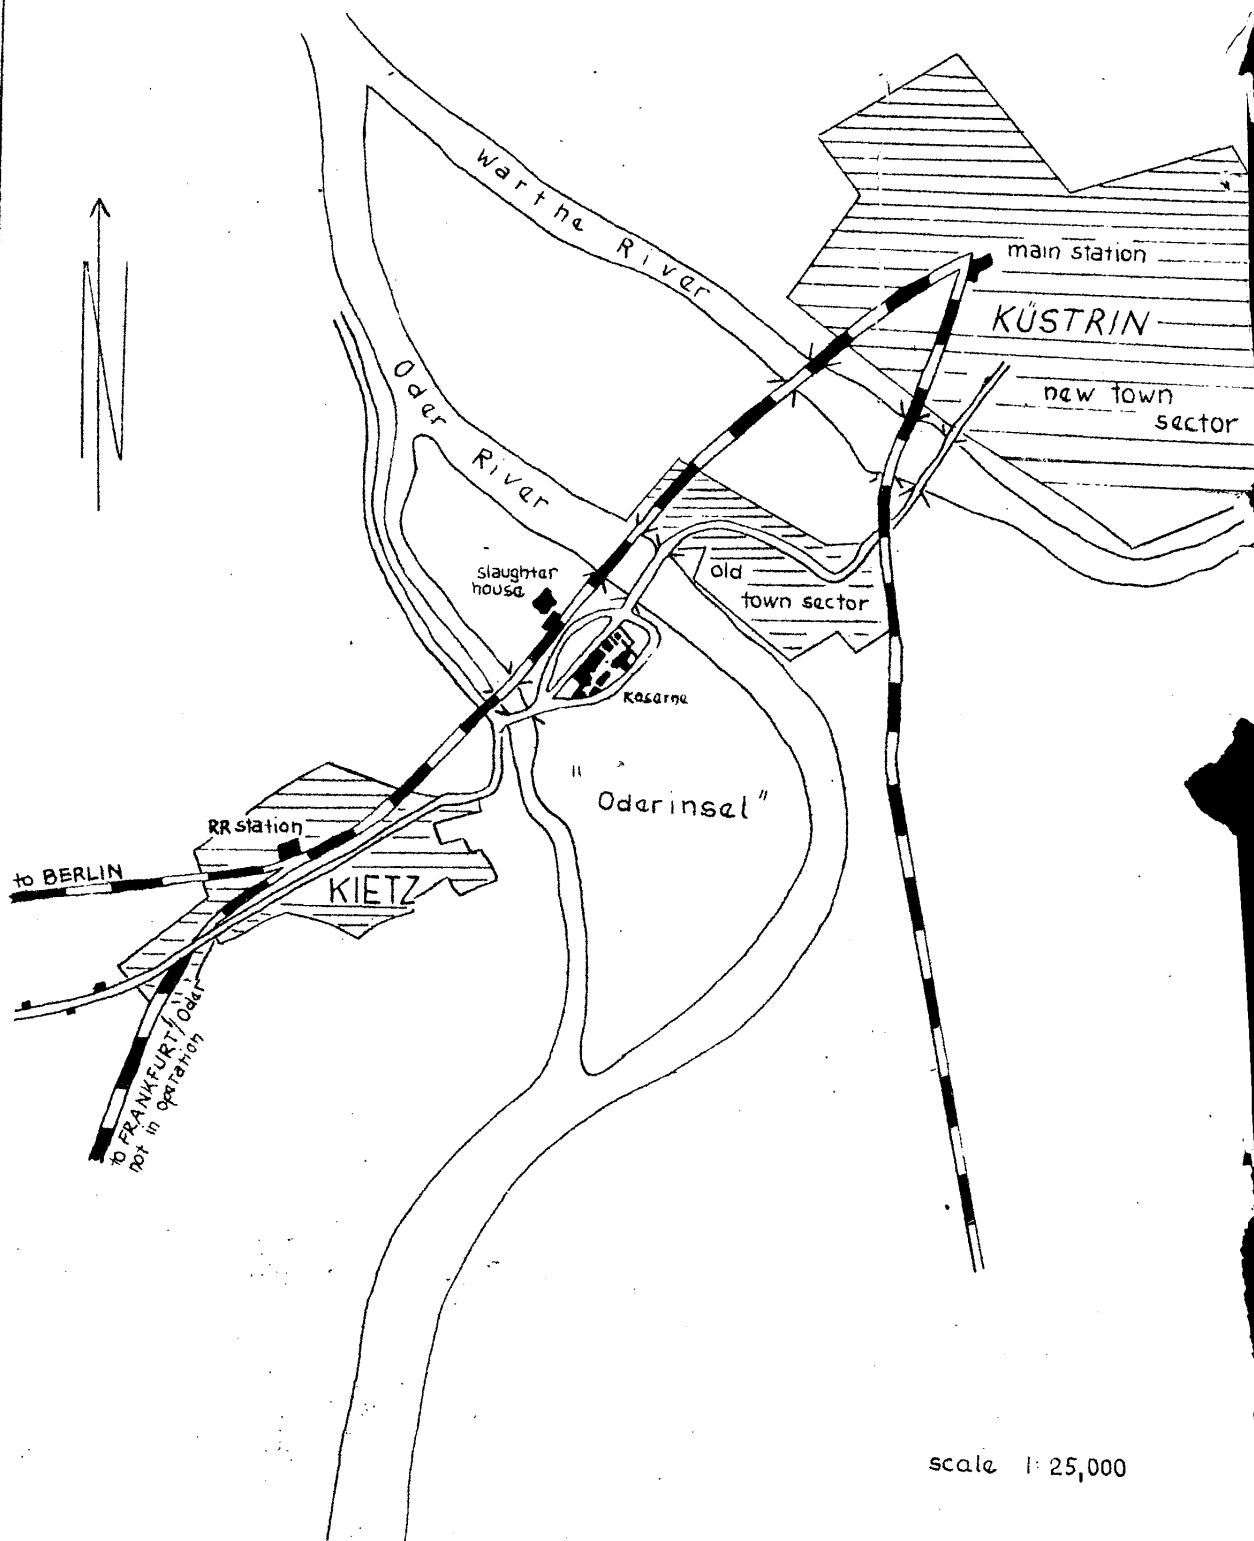 Warthe River
main station
KÜSTRIN
new town
sector
Oder River
slaughter
house
old
town sector
Kaserne
"Oderinsel"
RR station
to BERLIN
KIETZ
to FRANKFURT/Oder
not in operation
scale 1:25,000
N